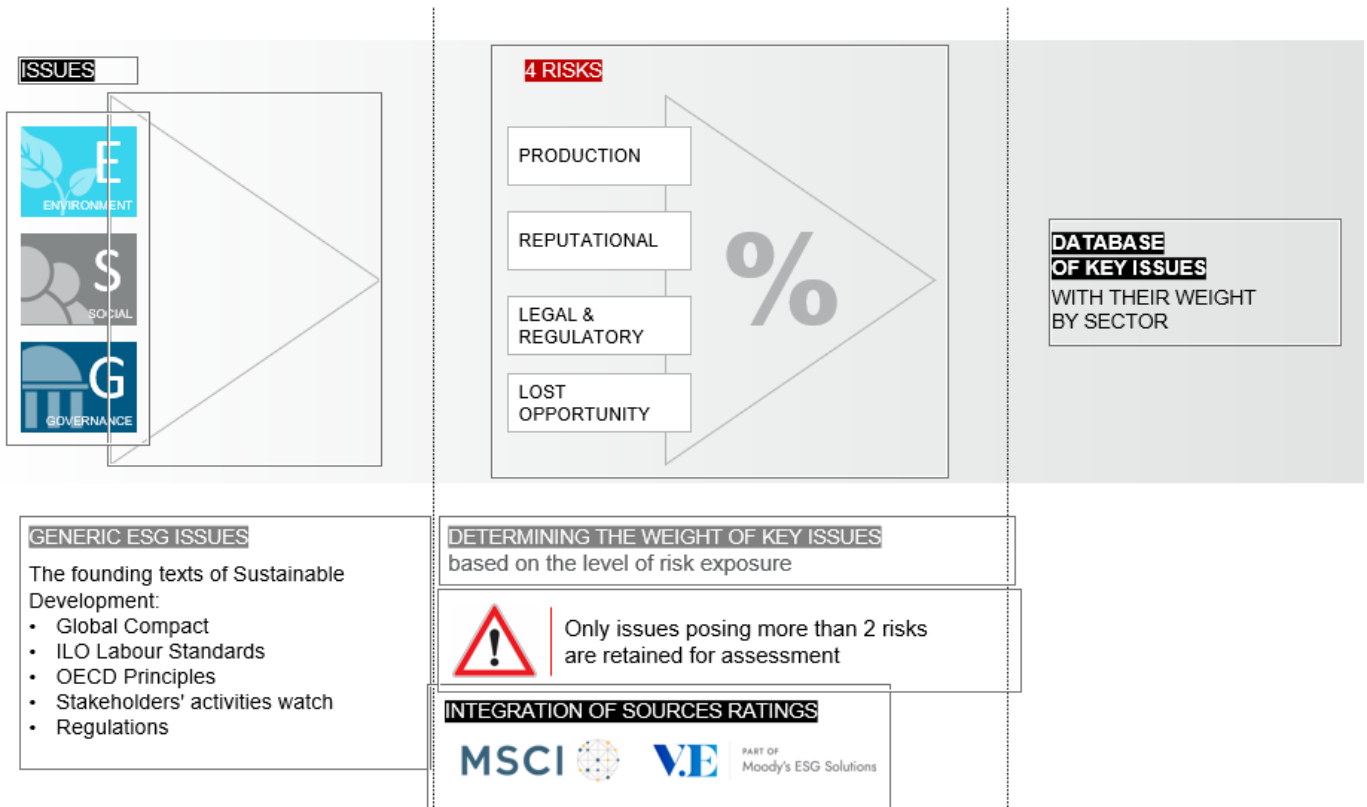 ISSUES
E
ENVIRONMENT
S
SOCIAL
G
GOVERNANCE
4 RISKS
PRODUCTION
REPUTATIONAL
LEGAL &
REGULATORY
LOST
OPPORTUNITY
%
DATABASE
OF KEY ISSUES
WITH THEIR WEIGHT
BY SECTOR
GENERIC ESG ISSUES
The founding texts of Sustainable
Development:
• Global Compact
• ILO Labour Standards
• OECD Principles
• Stakeholders' activities watch
• Regulations
DETERMINING THE WEIGHT OF KEY ISSUES
based on the level of risk exposure
!
Only issues posing more than 2 risks
are retained for assessment
INTEGRATION OF SOURCES RATINGS
MSCI
V.E
PART OF
Moody's ESG Solutions